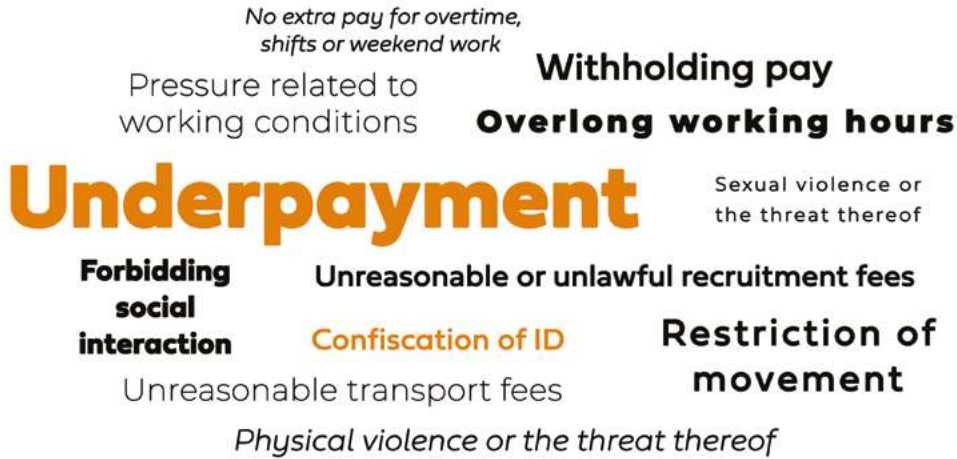 No extra pay for overtime,
shifts or weekend work
Withholding pay
Pressure related to
working conditions
Overlong working hours
Underpayment
Sexual violence or
the threat thereof
Forbidding
social
interaction
Unreasonable or unlawful recruitment fees
Confiscation of ID
Restriction of
movement
Unreasonable transport fees
Physical violence or the threat thereof